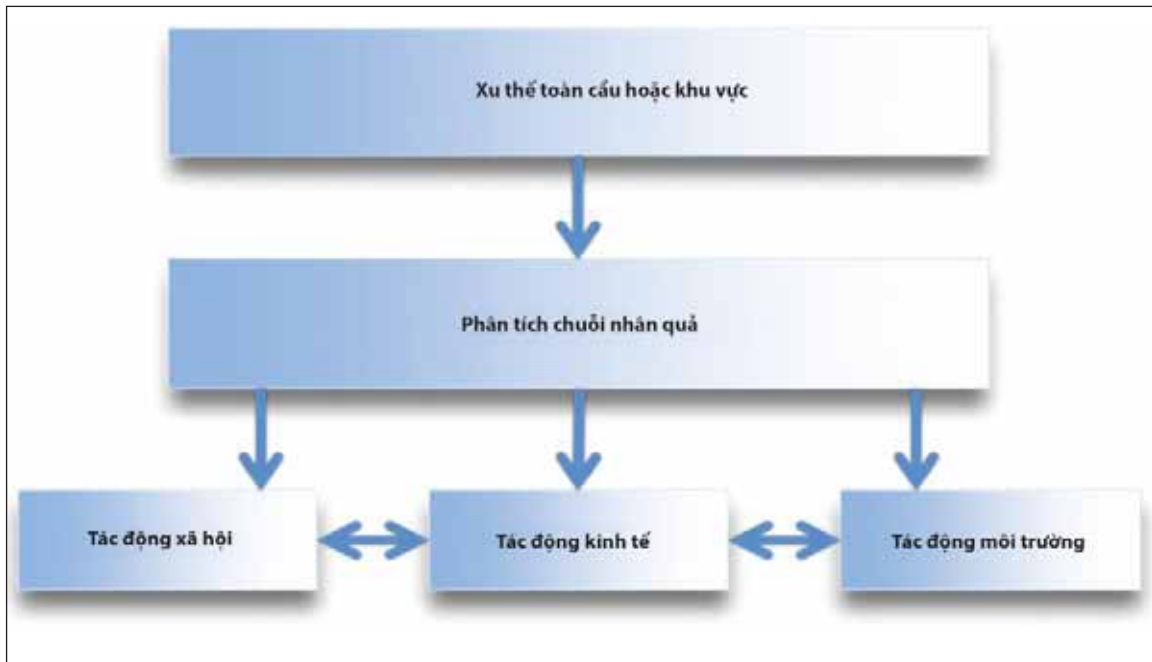 Xu thế toàn cầu hoặc khu vực
Phân tích chuỗi nhân quả
Tác động xã hội
Tác động kinh tế
Tác động môi trường